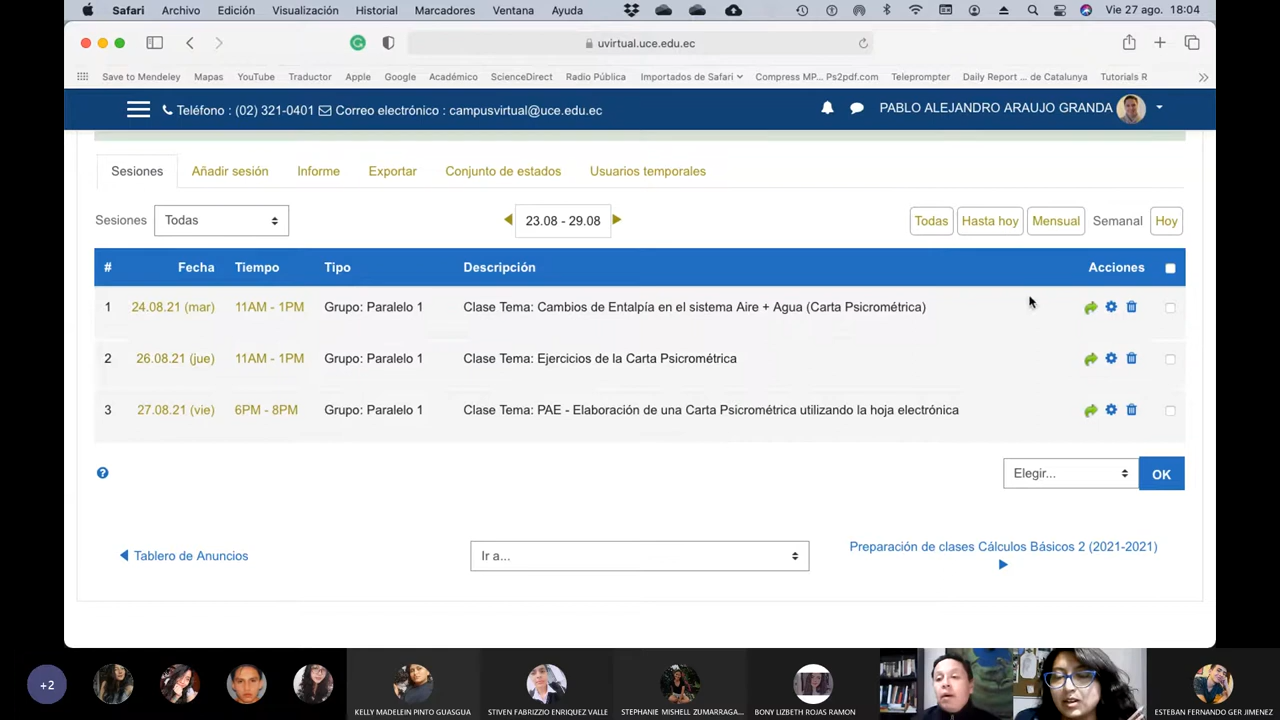 Safari Archivo Edición Visualización Historial Marcadores Ventana Ayuda Vie 27 ago. 18:04
uvirtual.uce.edu.ec
Save to Mendeley Mapas YouTube Traductor Apple Google Académico ScienceDirect Radio Pública Importados de Safari Compress MP... Ps2pdf.com Teleprompter Daily Report ... de Catalunya Tutorials R
Teléfono : (02) 321-0401 Correo electrónico : campusvirtual@uce.edu.ec PABLO ALEJANDRO ARAUJO GRANDA
Sesiones Añadir sesión Informe Exportar Conjunto de estados Usuarios temporales
Sesiones Todas 23.08 - 29.08 Todas Hasta hoy Mensual Semanal Hoy
# Fecha Tiempo Tipo Descripción Acciones
1 24.08.21 (mar) 11AM - 1PM Grupo: Paralelo 1 Clase Tema: Cambios de Entalpía en el sistema Aire + Agua (Carta Psicrométrica)
2 26.08.21 (jue) 11AM - 1PM Grupo: Paralelo 1 Clase Tema: Ejercicios de la Carta Psicrométrica
3 27.08.21 (vie) 6PM - 8PM Grupo: Paralelo 1 Clase Tema: PAE - Elaboración de una Carta Psicrométrica utilizando la hoja electrónica
Elegir... OK
Tablero de Anuncios Ir a... Preparación de clases Cálculos Básicos 2 (2021-2021)
+2
KELLY MADELEIN PINTO GUASGUA STIVEN FABRIZZIO ENRIQUEZ VALLE STEPHANIE MISHELL ZUMARRAGA... BONY LIZBETH ROJAS RAMON ESTEBAN FERNANDO GER JIMENEZ